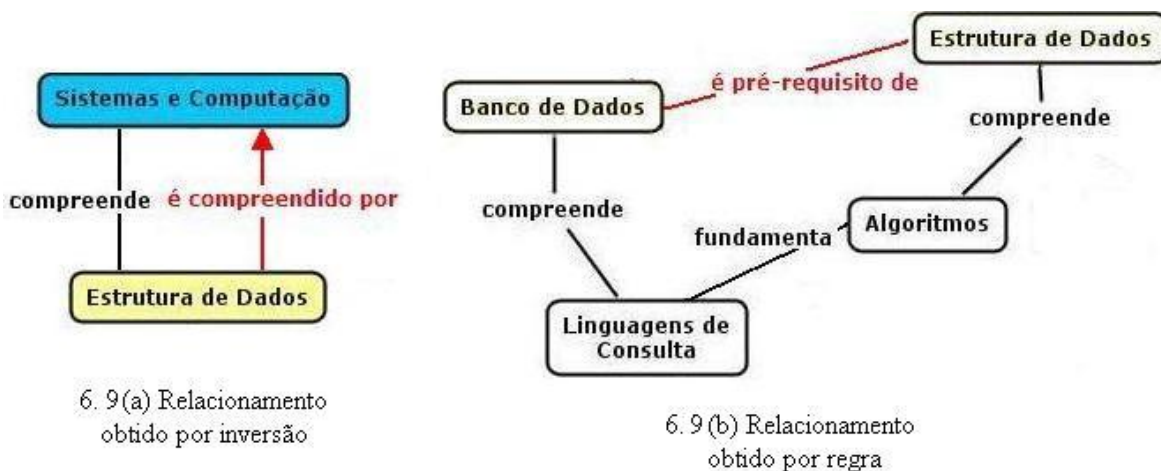 Sistemas e Computação
compreende
é compreendido por
Estrutura de Dados
6. 9(a) Relacionamento
obtido por inversão
Estrutura de Dados
é pré-requisito de
Banco de Dados
compreende
compreende
Algoritmos
fundamenta
Linguagens de
Consulta
6. 9(b) Relacionamento
obtido por regra